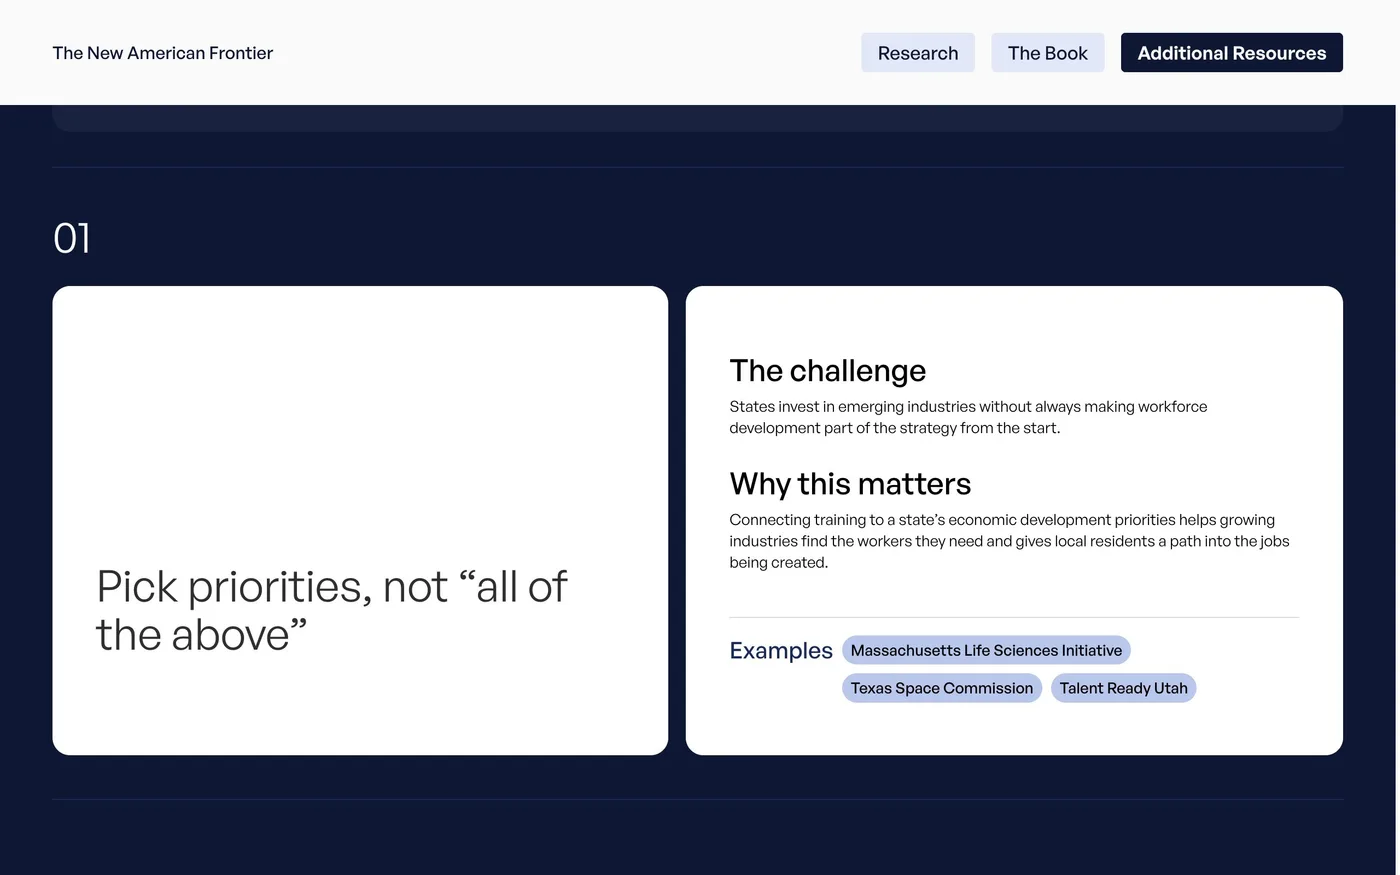 The New American Frontier
Research
The Book
Additional Resources
01
Pick priorities, not “all of
the above”
The challenge
States invest in emerging industries without always making workforce
development part of the strategy from the start.
Why this matters
Connecting training to a state’s economic development priorities helps growing
industries find the workers they need and gives local residents a path into the jobs
being created.
Examples
Massachusetts Life Sciences Initiative
Texas Space Commission
Talent Ready Utah